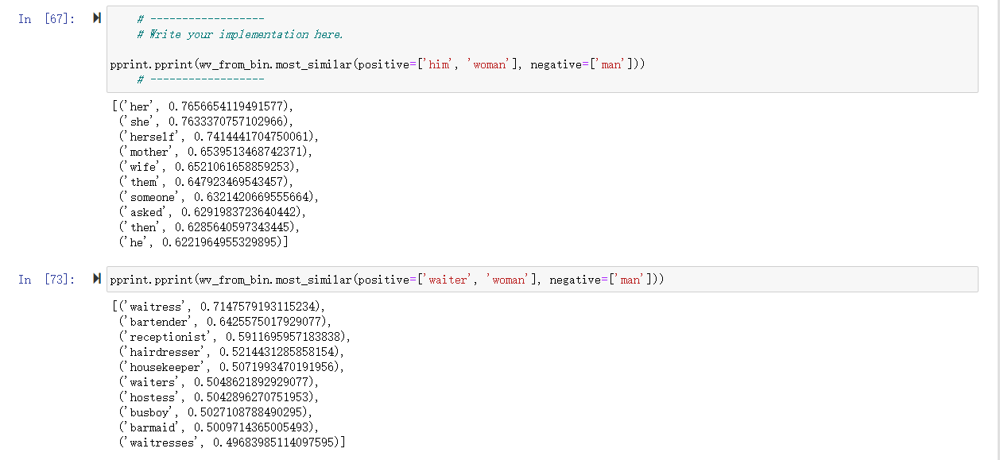 In [67]:
# ------------------
# Write your implementation here.
pprint.pprint(wv_from_bin.most_similar(positive=['him', 'woman'], negative=['man']))
# ------------------
[('her', 0.7656654119491577),
('she', 0.7633370757102966),
('herself', 0.7414441704750061),
('mother', 0.6539513468742371),
('wife', 0.6521061658859253),
('them', 0.647923469543457),
('someone', 0.6321420669555664),
('asked', 0.6291983723640442),
('then', 0.6285640597343445),
('he', 0.6221964955329895)]
In [73]:
pprint.pprint(wv_from_bin.most_similar(positive=['waiter', 'woman'], negative=['man']))
[('waitress', 0.7147579193115234),
('bartender', 0.6425575017929077),
('receptionist', 0.5911695957183838),
('hairdresser', 0.5214431285858154),
('housekeeper', 0.5071993470191956),
('waiters', 0.5048621892929077),
('hostess', 0.5042896270751953),
('busboy', 0.5027108788490295),
('barmaid', 0.5009714365005493),
('waitresses', 0.49683985114097595)]